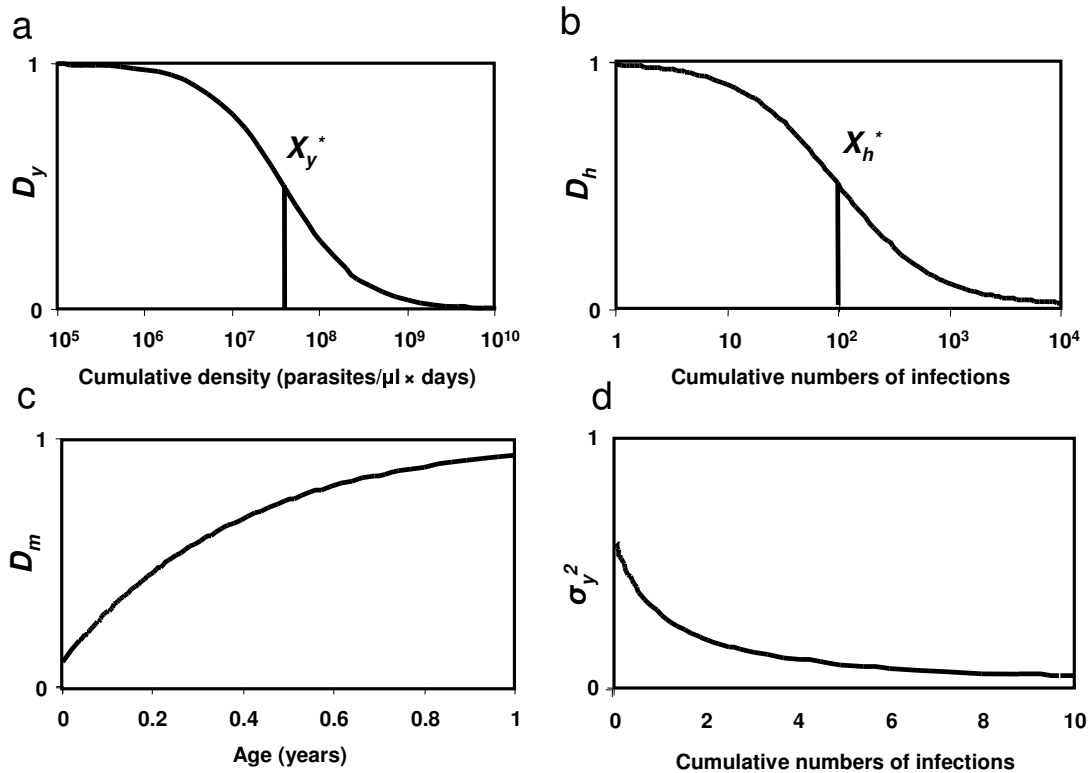 a
1
D_y
X_y^*
0
10^5 10^6 10^7 10^8 10^9 10^10
Cumulative density (parasites/µl × days)
b
1
D_h
X_h^*
0
1 10 10^2 10^3 10^4
Cumulative numbers of infections
c
1
D_m
0
0 0.2 0.4 0.6 0.8 1
Age (years)
d
1
σ_y^2
0
0 2 4 6 8 10
Cumulative numbers of infections